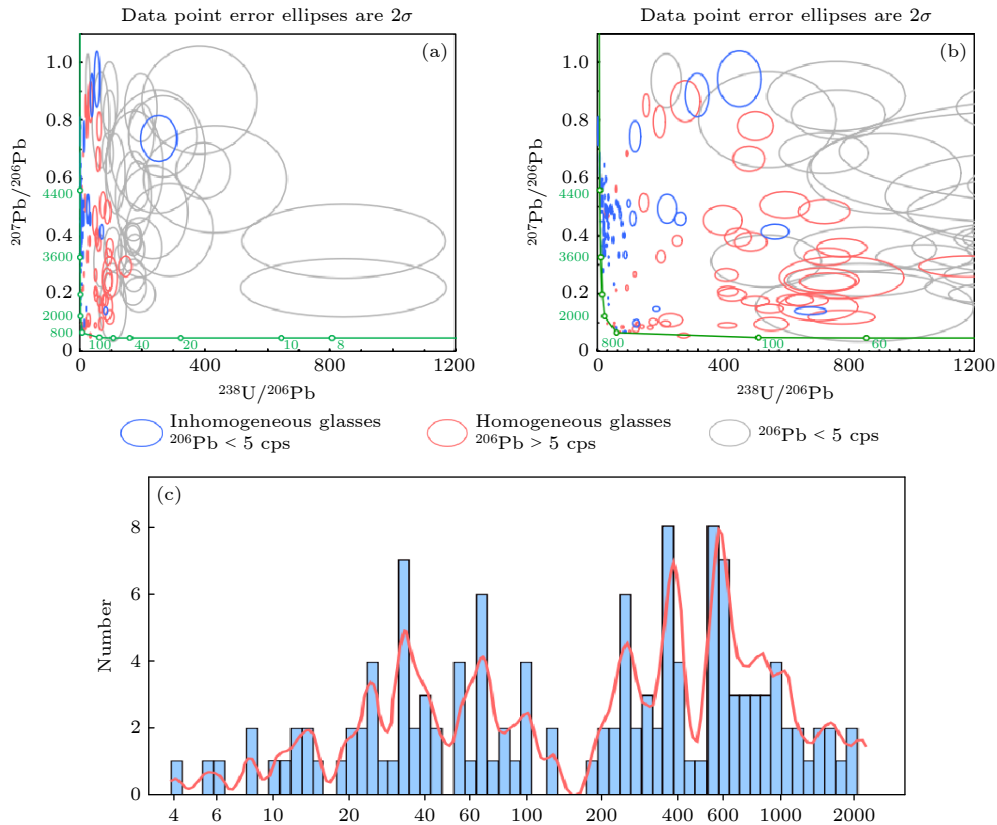 Data point error ellipses are 2σ
(a)
²⁰⁷Pb/²⁰⁶Pb
1.0
0.8
0.6
0.4
0.2
0
4400
3600
2000
800
100
40
20
10
8
0
400
800
1200
²³⁸U/²⁰⁶Pb
Data point error ellipses are 2σ
(b)
²⁰⁷Pb/²⁰⁶Pb
1.0
0.8
0.6
0.4
0.2
0
4400
3600
2000
800
100
60
0
400
800
1200
²³⁸U/²⁰⁶Pb
Inhomogeneous glasses
²⁰⁶Pb < 5 cps
Homogeneous glasses
²⁰⁶Pb > 5 cps
²⁰⁶Pb < 5 cps
(c)
Number
8
6
4
2
0
4 6 10 20 40 60 100 200 400 600 1000 2000